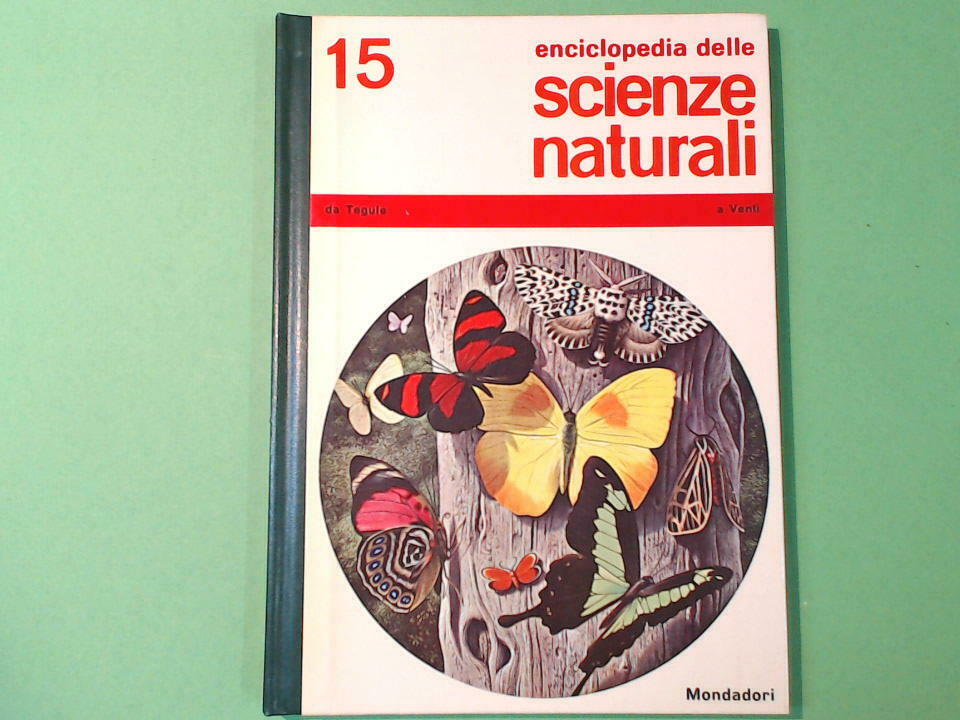 15
enciclopedia delle
scienze
naturali
da Tegule
a Venti
Mondadori